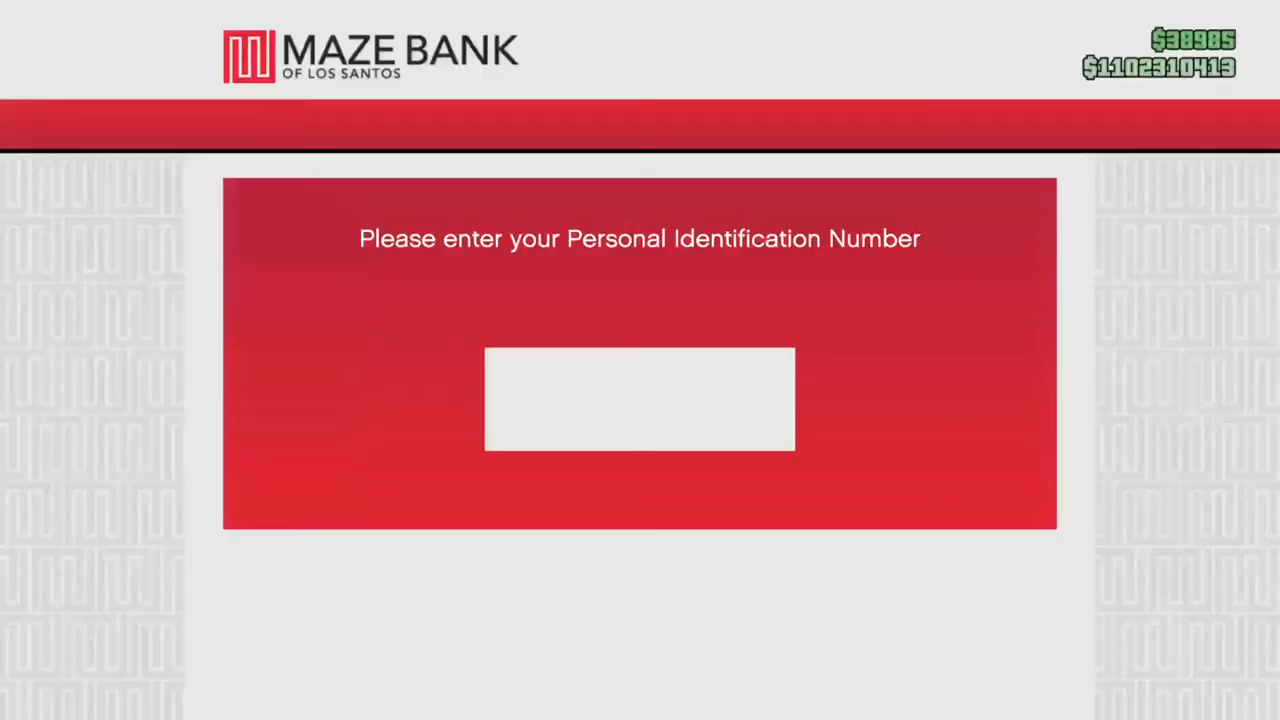 MAZE BANK
OF LOS SANTOS
$38985
$1102310413
Please enter your Personal Identification Number